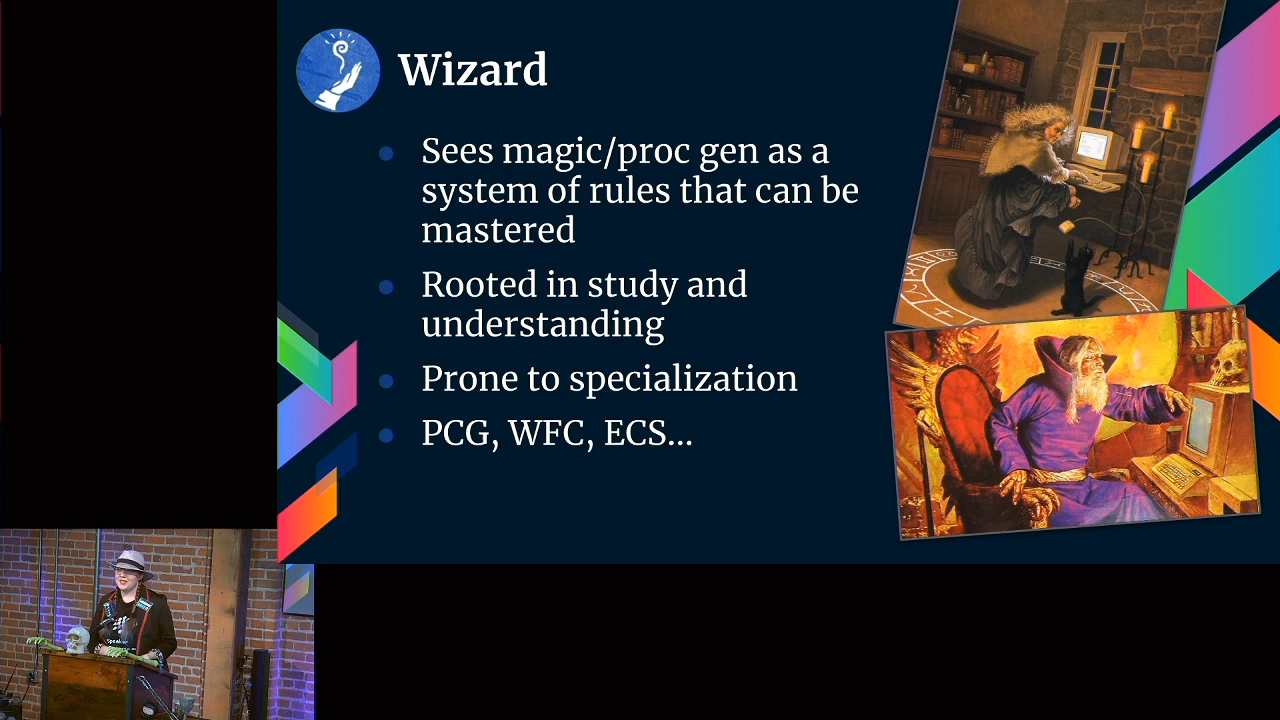 Wizard
Sees magic/proc gen as a
system of rules that can be
mastered
Rooted in study and
understanding
Prone to specialization
PCG, WFC, ECS...
Speaker